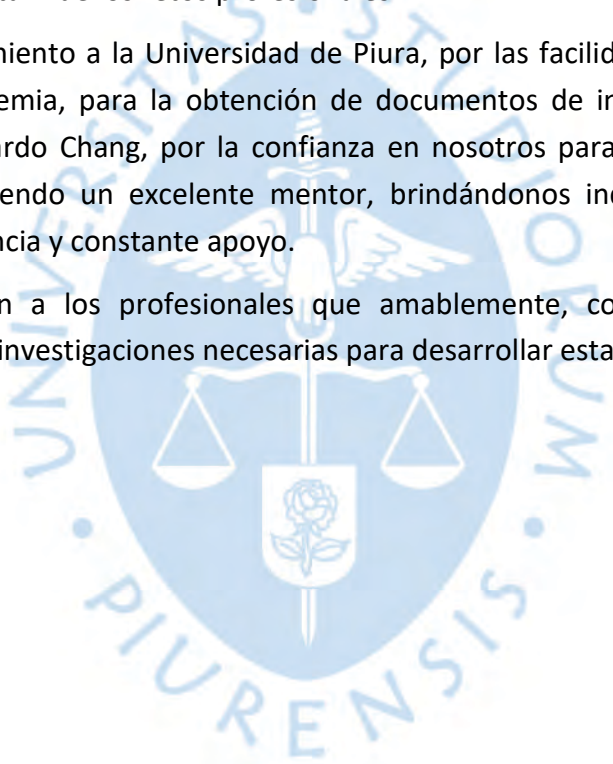 miento a la Universidad de Piura, por las facilid
emia, para la obtención de documentos de in
ardo Chang, por la confianza en nosotros para
endo un excelente mentor, brindándonos in
ncia y constante apoyo.
n a los profesionales que amablemente, co
investigaciones necesarias para desarrollar esta
UNIVERSITAS STUDIORUM
PIURENSIS